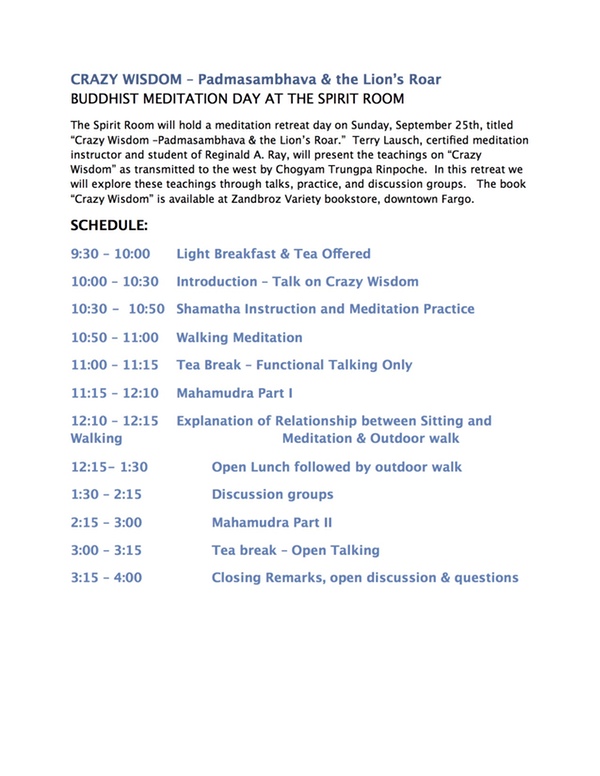 CRAZY WISDOM – Padmasambhava & the Lion's Roar
BUDDHIST MEDITATION DAY AT THE SPIRIT ROOM
The Spirit Room will hold a meditation retreat day on Sunday, September 25th, titled
"Crazy Wisdom –Padmasambhava & the Lion's Roar."  Terry Lausch, certified meditation
instructor and student of Reginald A. Ray, will present the teachings on "Crazy
Wisdom" as transmitted to the west by Chogyam Trungpa Rinpoche.  In this retreat we
will explore these teachings through talks, practice, and discussion groups.   The book
"Crazy Wisdom" is available at Zandbroz Variety bookstore, downtown Fargo.
SCHEDULE:
9:30 – 10:00 Light Breakfast & Tea Offered
10:00 – 10:30 Introduction – Talk on Crazy Wisdom
10:30 –  10:50 Shamatha Instruction and Meditation Practice
10:50 – 11:00 Walking Meditation
11:00 – 11:15 Tea Break – Functional Talking Only
11:15 – 12:10 Mahamudra Part I
12:10 – 12:15 Explanation of Relationship between Sitting and
Walking Meditation & Outdoor walk
12:15– 1:30 Open Lunch followed by outdoor walk
1:30 – 2:15 Discussion groups
2:15 – 3:00 Mahamudra Part II
3:00 – 3:15 Tea break – Open Talking
3:15 – 4:00 Closing Remarks, open discussion & questions